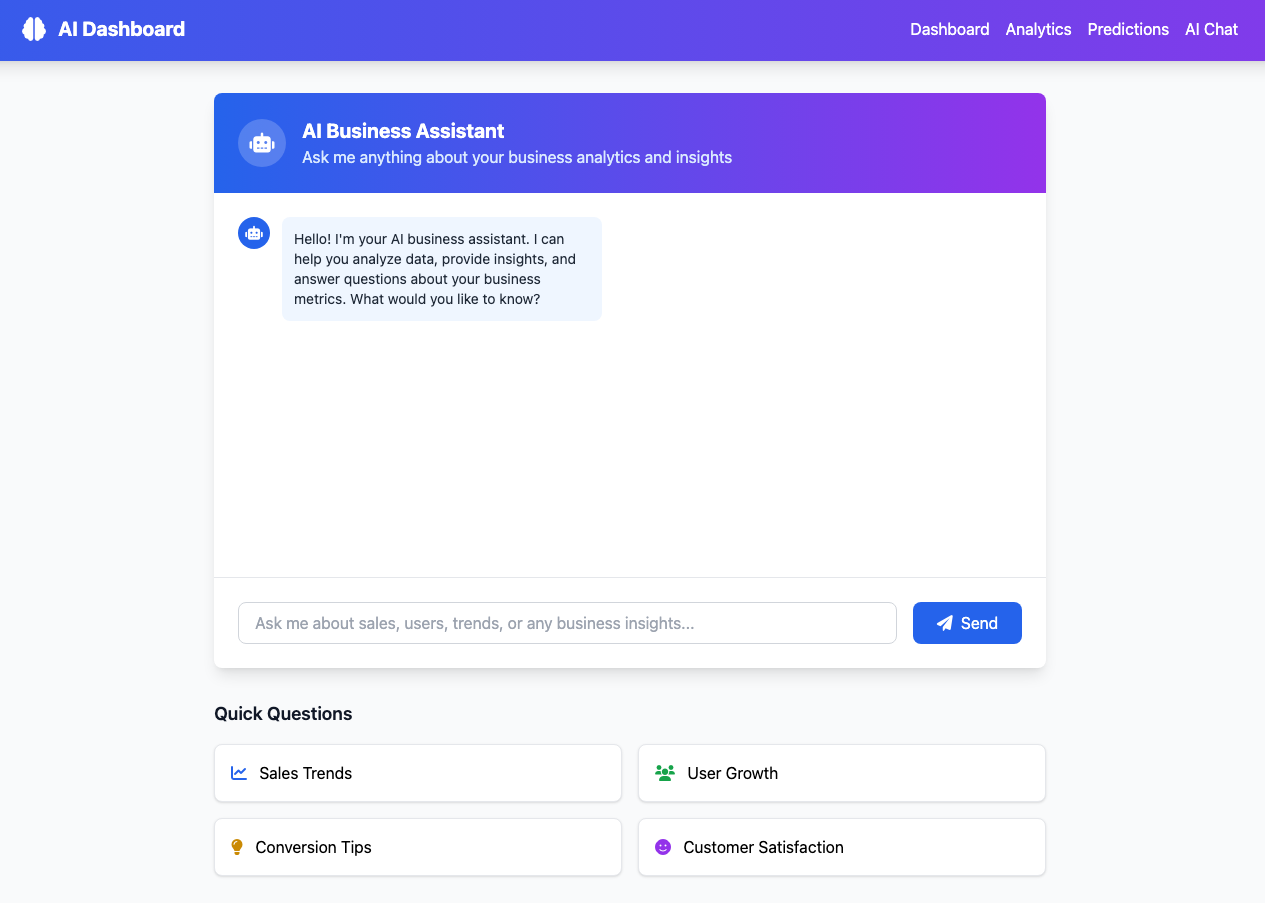 AI Dashboard
Dashboard Analytics Predictions AI Chat
AI Business Assistant
Ask me anything about your business analytics and insights
Hello! I'm your AI business assistant. I can
help you analyze data, provide insights, and
answer questions about your business
metrics. What would you like to know?
Ask me about sales, users, trends, or any business insights...
Send
Quick Questions
Sales Trends
User Growth
Conversion Tips
Customer Satisfaction